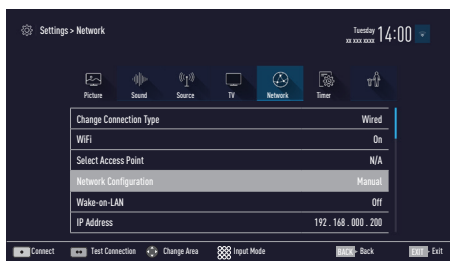 Settings > Network
Tuesday
xx xxx xxxx
14:00
Picture Sound Source TV Network Timer
Change Connection Type Wired
WiFi On
Select Access Point N/A
Network Configuration Manual
Wake-on-LAN Off
IP Address 192 . 168 . 000 . 200
Connect Test Connection Change Area Input Mode BACK - Back EXIT - Exit